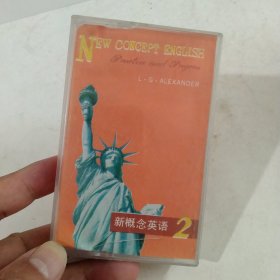 NEW CONCEPT ENGLISH
Practice and Progress
L·G·ALEXANDER
新概念英语 2